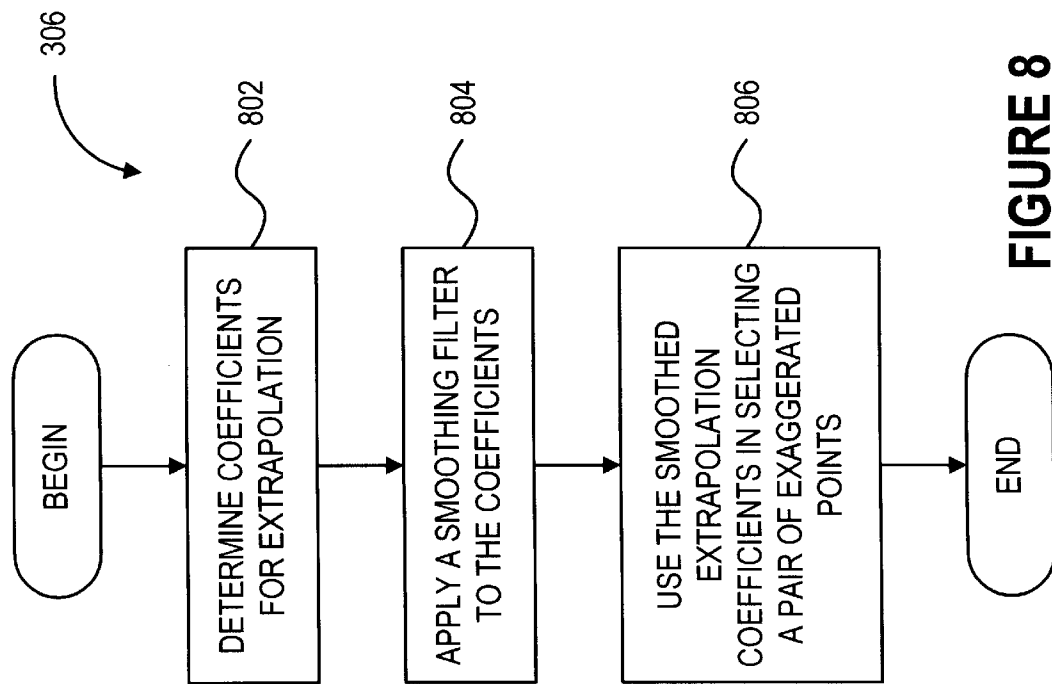 306
BEGIN
802
DETERMINE COEFFICIENTS
FOR EXTRAPOLATION
804
APPLY A SMOOTHING FILTER
TO THE COEFFICIENTS
806
USE THE SMOOTHED
EXTRAPOLATION
COEFFICIENTS IN SELECTING
A PAIR OF EXAGGERATED
POINTS
END
FIGURE 8